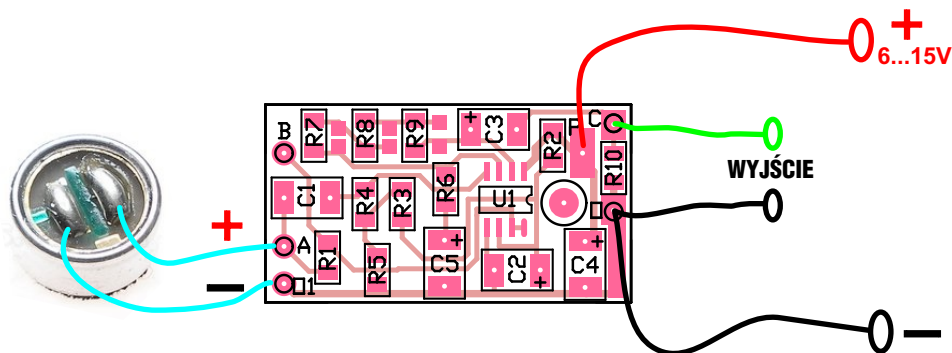 +
6...15V
B
R7
R8
R9
+
C3
R2
P
C
C1
R4
R3
R6
U1
R10
WYJŚCIE
+
A
R1
R5
+
C5
C2
+
+
C4
−
1
−